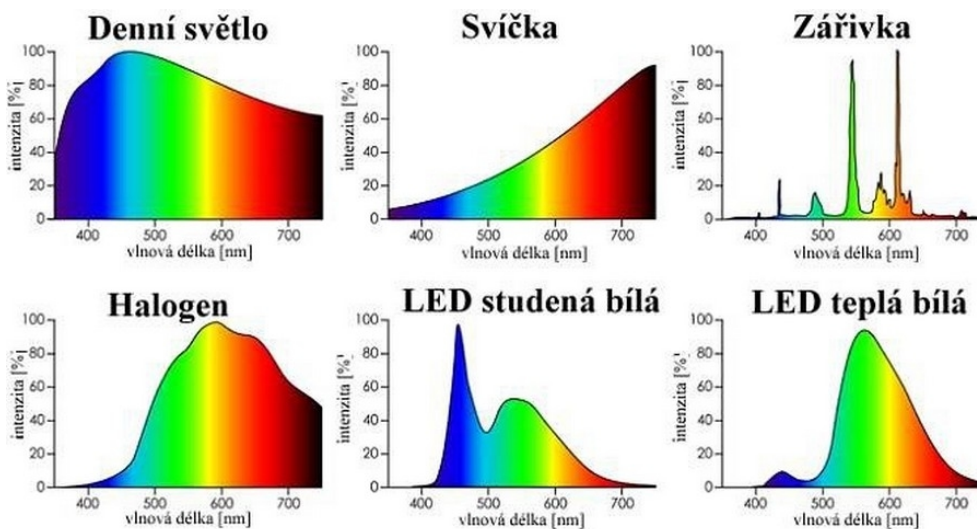 Denní světlo
intenzita [%]
100
80
60
40
20
0
400 500 600 700
vlnová délka [nm]
Svíčka
intenzita [%]
100
80
60
40
20
0
400 500 600 700
vlnová délka [nm]
Zářivka
intenzita [%]
100
80
60
40
20
0
400 500 600 700
vlnová délka [nm]
Halogen
intenzita [%]
100
80
60
40
20
0
400 500 600 700
vlnová délka [nm]
LED studená bílá
intenzita [%]
100
80
60
40
20
0
400 500 600 700
vlnová délka [nm]
LED teplá bílá
intenzita [%]
100
80
60
40
20
0
400 500 600 700
vlnová délka [nm]